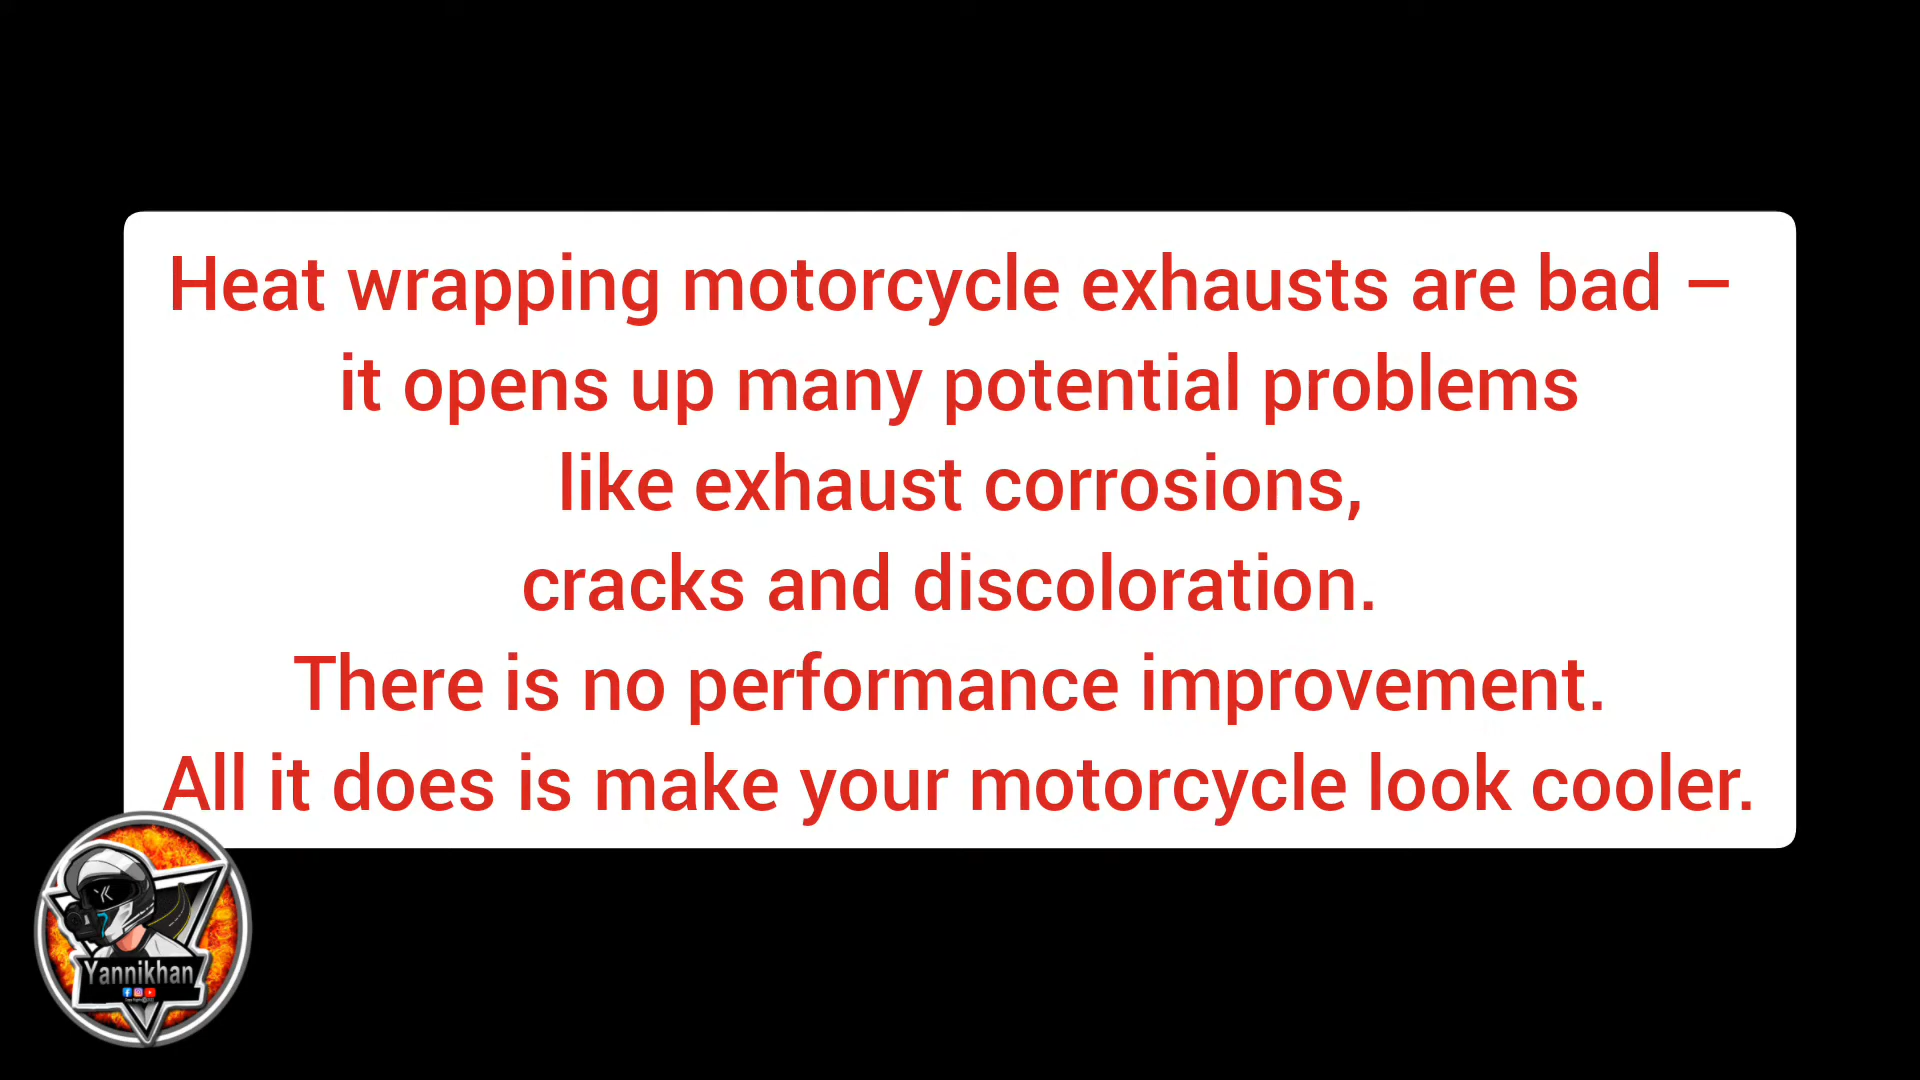 Heat wrapping motorcycle exhausts are bad –
it opens up many potential problems
like exhaust corrosions,
cracks and discoloration.
There is no performance improvement.
All it does is make your motorcycle look cooler.
Yannikhan